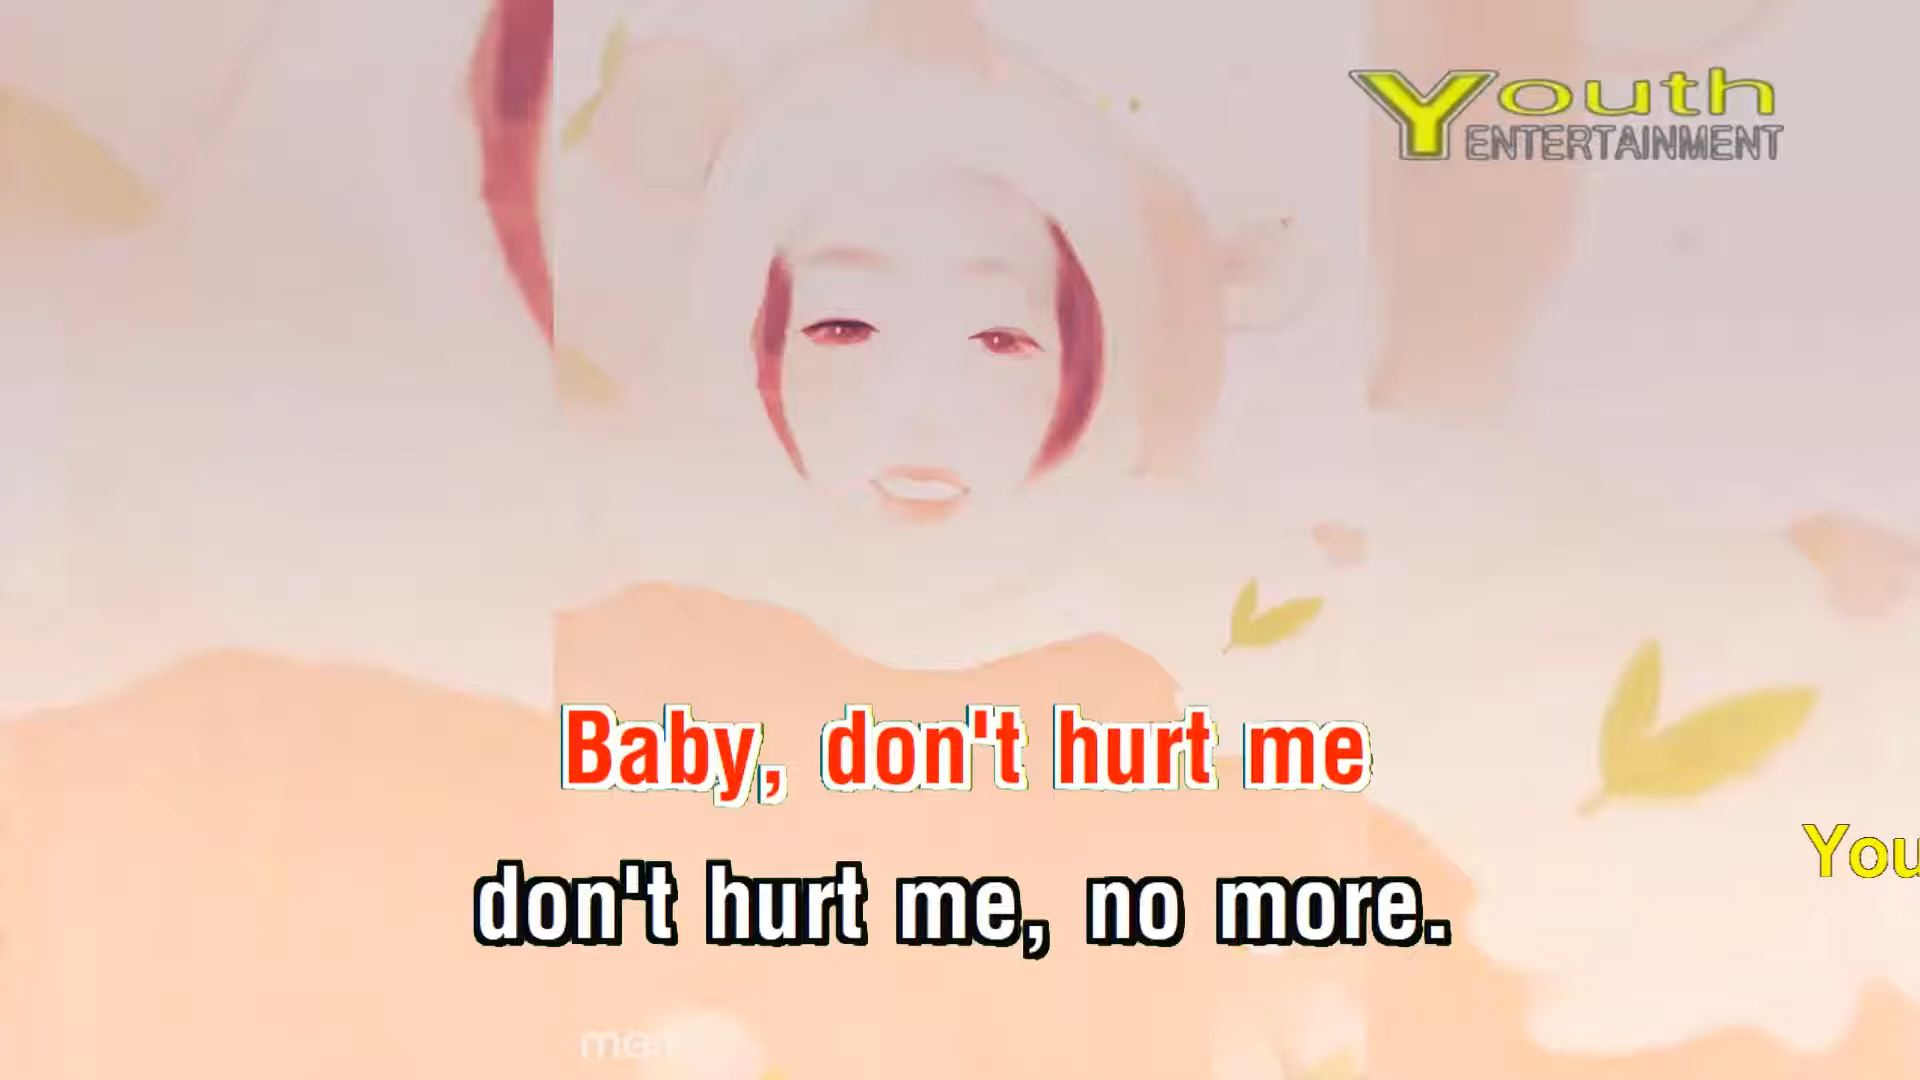 Youth
ENTERTAINMENT
Baby, don't hurt me
You
don't hurt me, no more.